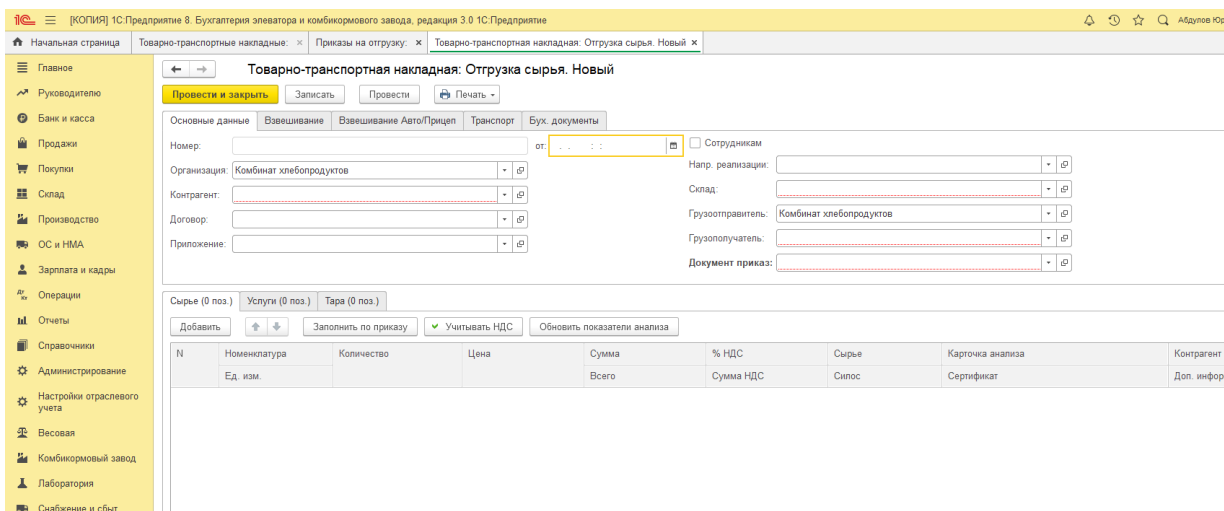 1С [КОПИЯ] 1С:Предприятие 8. Бухгалтерия элеватора и комбикормового завода, редакция 3.0 1С:Предприятие Абдулов Юр
Начальная страница Товарно-транспортные накладные: × Приказы на отгрузку: × Товарно-транспортная накладная: Отгрузка сырья. Новый ×
Главное
Руководителю
Банк и касса
Продажи
Покупки
Склад
Производство
ОС и НМА
Зарплата и кадры
Операции
Отчеты
Справочники
Администрирование
Настройки отраслевого
учета
Весовая
Комбикормовый завод
Лаборатория
Снабжение и сбыт
Товарно-транспортная накладная: Отгрузка сырья. Новый
Провести и закрыть Записать Провести Печать
Основные данные Взвешивание Взвешивание Авто/Прицеп Транспорт Бух. документы
Номер: от: . . : : Сотрудникам
Организация: Комбинат хлебопродуктов Напр. реализации:
Контрагент: Склад:
Договор: Грузоотправитель: Комбинат хлебопродуктов
Приложение: Грузополучатель:
Документ приказ:
Сырье (0 поз.) Услуги (0 поз.) Тара (0 поз.)
Добавить Заполнить по приказу Учитывать НДС Обновить показатели анализа
N Номенклатура Количество Цена Сумма % НДС Сырье Карточка анализа Контрагент
Ед. изм. Всего Сумма НДС Силос Сертификат Доп. инфор